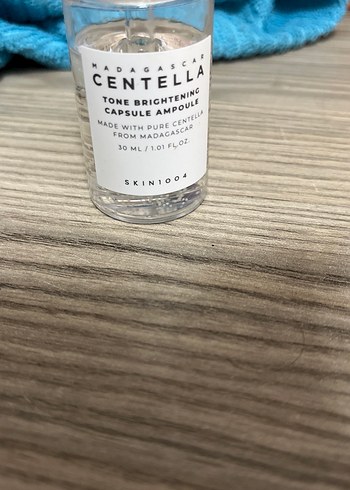 MADAGASCAR
CENTELLA
TONE BRIGHTENING
CAPSULE AMPOULE
MADE WITH PURE CENTELLA
FROM MADAGASCAR
30 ML / 1.01 FL.OZ.
SKIN1004